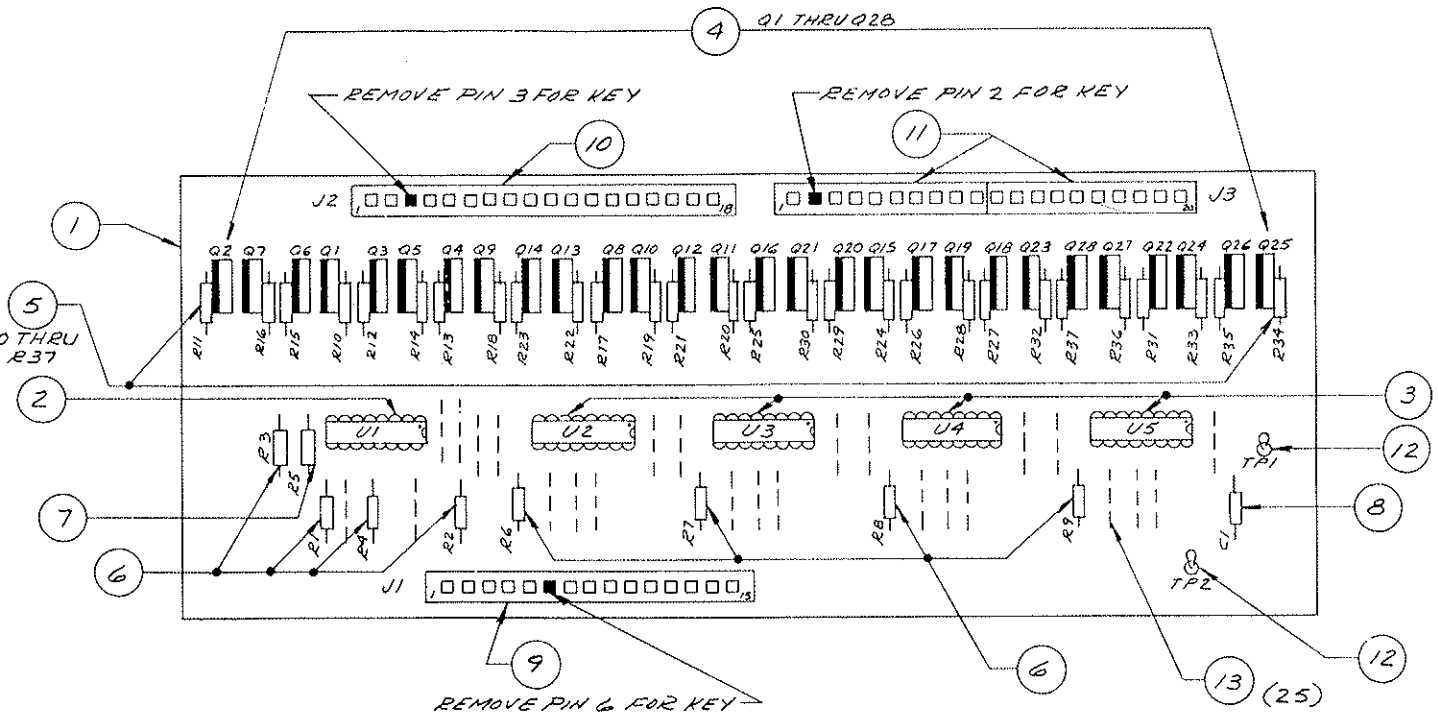 4 Q1 THRU Q28
REMOVE PIN 3 FOR KEY
REMOVE PIN 2 FOR KEY
10
11
J2 1 18
1 20 J3
1
Q2 Q7 Q6 Q1 Q3 Q5 Q4 Q9 Q14 Q13 Q8 Q10 Q12 Q11 Q16 Q21 Q20 Q15 Q17 Q19 Q18 Q23 Q28 Q27 Q22 Q24 Q26 Q25
5
0 THRU
R37
R11 R16 R15 R10 R12 R14 R13 R18 R23 R22 R17 R19 R21 R20 R25 R30 R29 R24 R26 R28 R27 R32 R37 R36 R31 R33 R35 R34
2
3
U1 U2 U3 U4 U5
R3 R5
TP1
12
7
R1 R4 R2 R6 R7 R8 R9 C1
8
6
J1 1 15
TP2
12
9
6
13 (25)
REMOVE PIN 6 FOR KEY